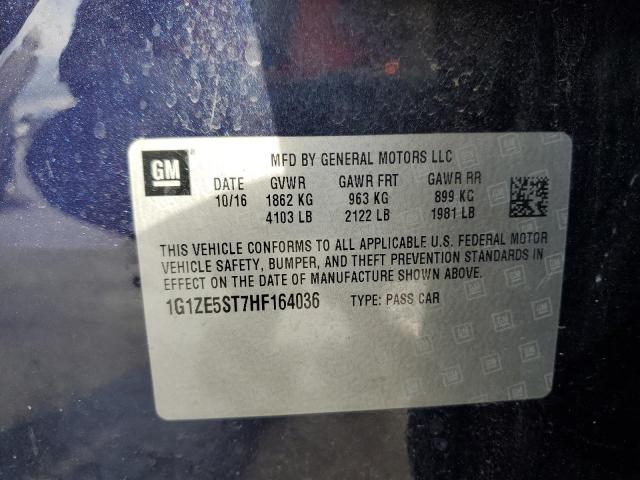 GM
MFD BY GENERAL MOTORS LLC
DATE GVWR GAWR FRT GAWR RR
10/16 1862 KG 963 KG 899 KG
4103 LB 2122 LB 1981 LB
THIS VEHICLE CONFORMS TO ALL APPLICABLE U.S. FEDERAL MOTOR
VEHICLE SAFETY, BUMPER, AND THEFT PREVENTION STANDARDS IN
EFFECT ON THE DATE OF MANUFACTURE SHOWN ABOVE.
1G1ZE5ST7HF164036 TYPE: PASS CAR